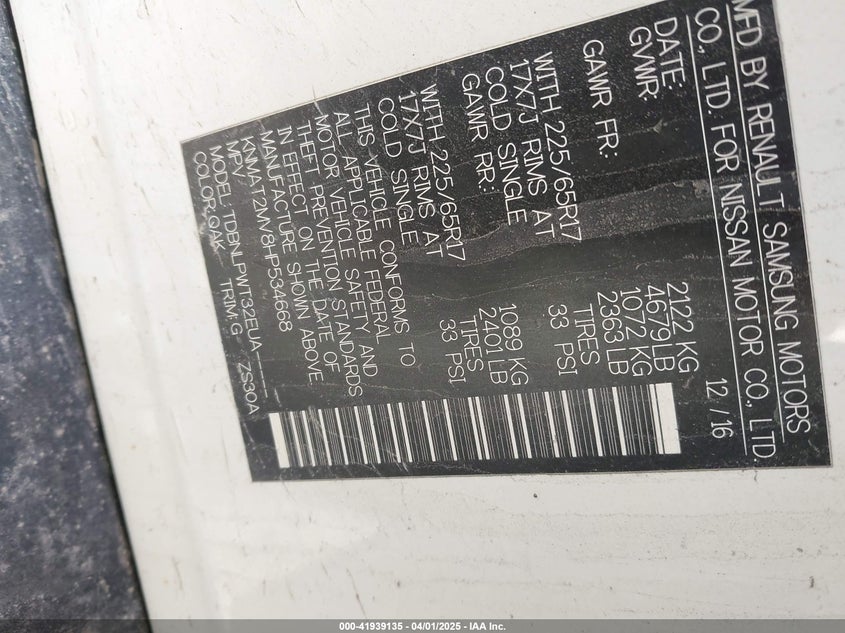 MFD BY RENAULT SAMSUNG MOTORS
CO., LTD. FOR NISSAN MOTOR CO., LTD.
DATE: 12 / 16
GVWR: 2122 KG
4679 LB
GAWR FR: 1072 KG
2363 LB
WITH 225/65R17 TIRES
17X7J RIMS AT 33 PSI
COLD SINGLE
GAWR RR: 1089 KG
2401 LB
WITH 225/65R17 TIRES
17X7J RIMS AT 33 PSI
COLD SINGLE
THIS VEHICLE CONFORMS TO
ALL APPLICABLE FEDERAL
MOTOR VEHICLE SAFETY AND
THEFT PREVENTION STANDARDS
IN EFFECT ON THE DATE OF
MANUFACTURE SHOWN ABOVE.
KNMAT2MV8HP534668
MPV
MODEL TDBNLPWT32EUA
COLOR QAK TRIM G ZS30A
000-41939135 - 04/01/2025 - IAA Inc.